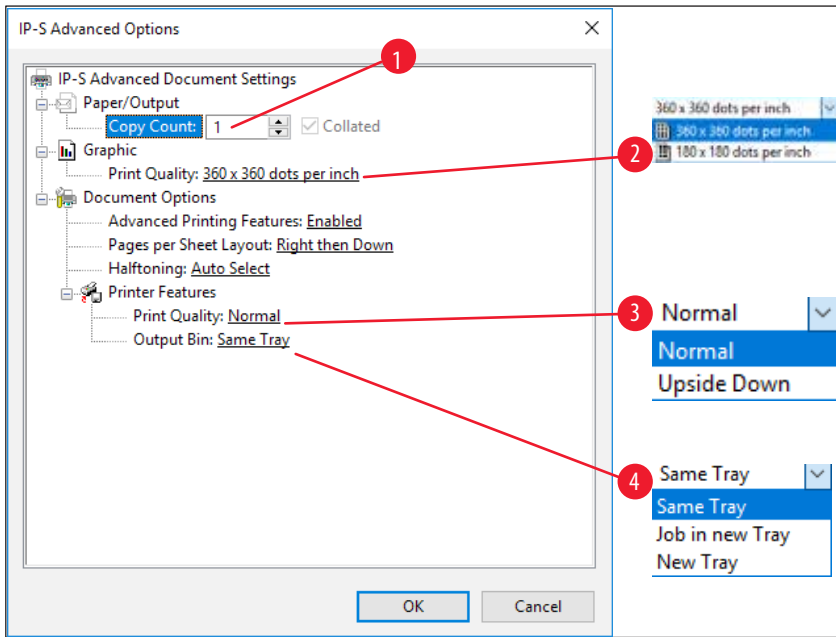 IP-S Advanced Options
IP-S Advanced Document Settings
Paper/Output
Copy Count: 1 Collated
Graphic
Print Quality: 360 x 360 dots per inch
Document Options
Advanced Printing Features: Enabled
Pages per Sheet Layout: Right then Down
Halftoning: Auto Select
Printer Features
Print Quality: Normal
Output Bin: Same Tray
OK Cancel
1
2
360 x 360 dots per inch
360 x 360 dots per inch
180 x 180 dots per inch
3
Normal
Normal
Upside Down
4
Same Tray
Same Tray
Job in new Tray
New Tray